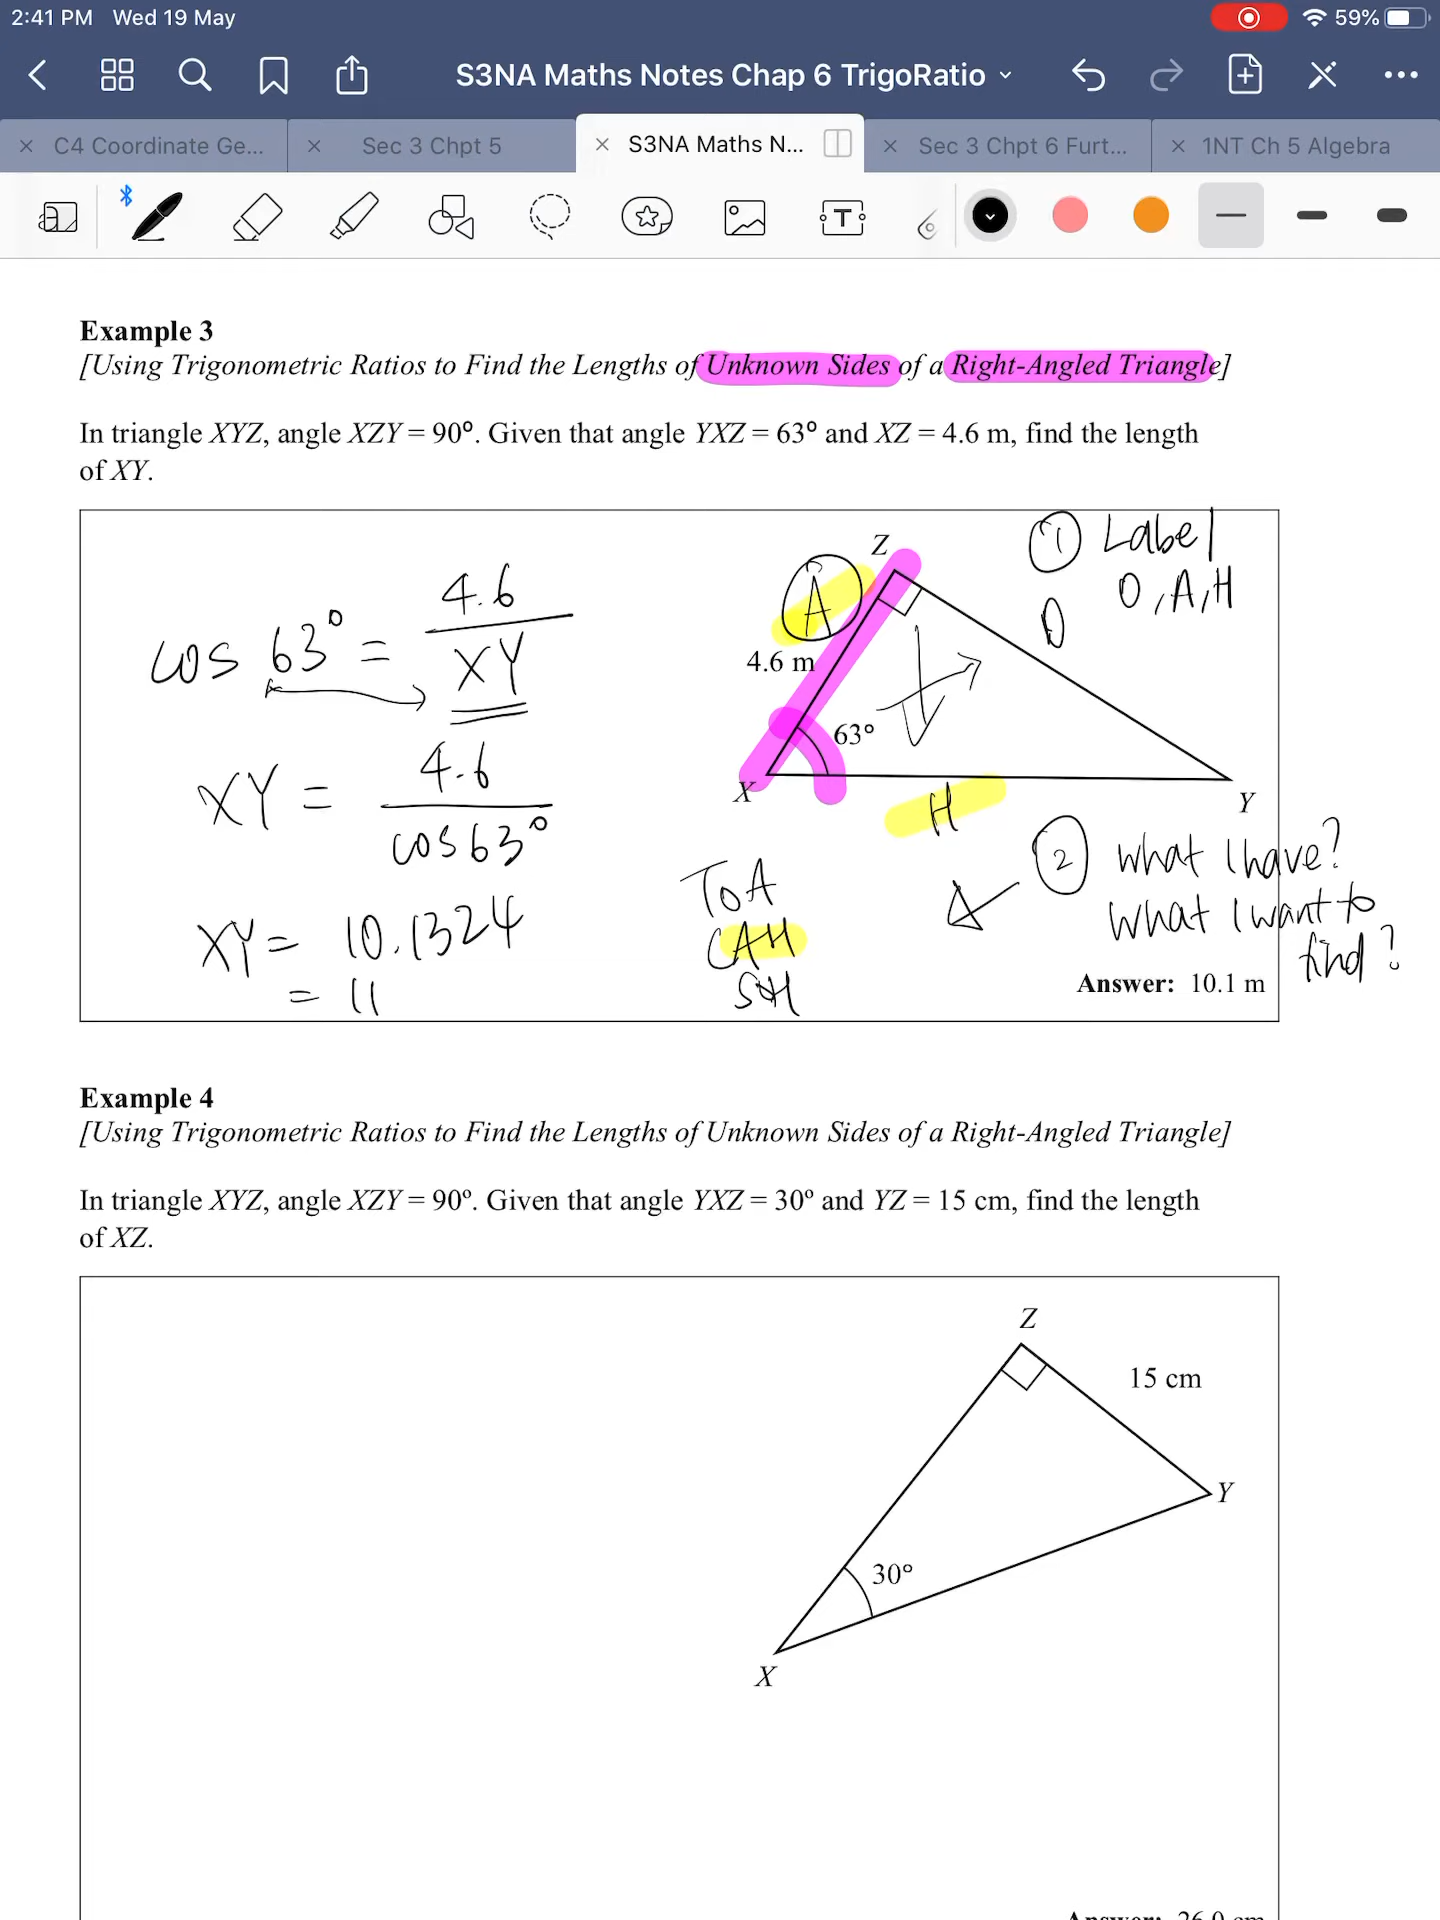 2:41 PM Wed 19 May
59%
S3NA Maths Notes Chap 6 TrigoRatio
C4 Coordinate Ge...
Sec 3 Chpt 5
S3NA Maths N...
Sec 3 Chpt 6 Furt...
1NT Ch 5 Algebra
Example 3
[Using Trigonometric Ratios to Find the Lengths of Unknown Sides of a Right-Angled Triangle]
In triangle XYZ, angle XZY = 90°. Given that angle YXZ = 63° and XZ = 4.6 m, find the length
of XY.
cos 63° = 4.6 / XY
XY = 4.6 / cos 63°
XY = 10.1324
= 11
Z
A
4.6 m
63°
O
X
H
Y
1 Label
O, A, H
2 What I have?
What I want to
find?
TOA
CAH
SOH
Answer: 10.1 m
Example 4
[Using Trigonometric Ratios to Find the Lengths of Unknown Sides of a Right-Angled Triangle]
In triangle XYZ, angle XZY = 90°. Given that angle YXZ = 30° and YZ = 15 cm, find the length
of XZ.
Z
15 cm
Y
30°
X
Answer: 26.0 cm